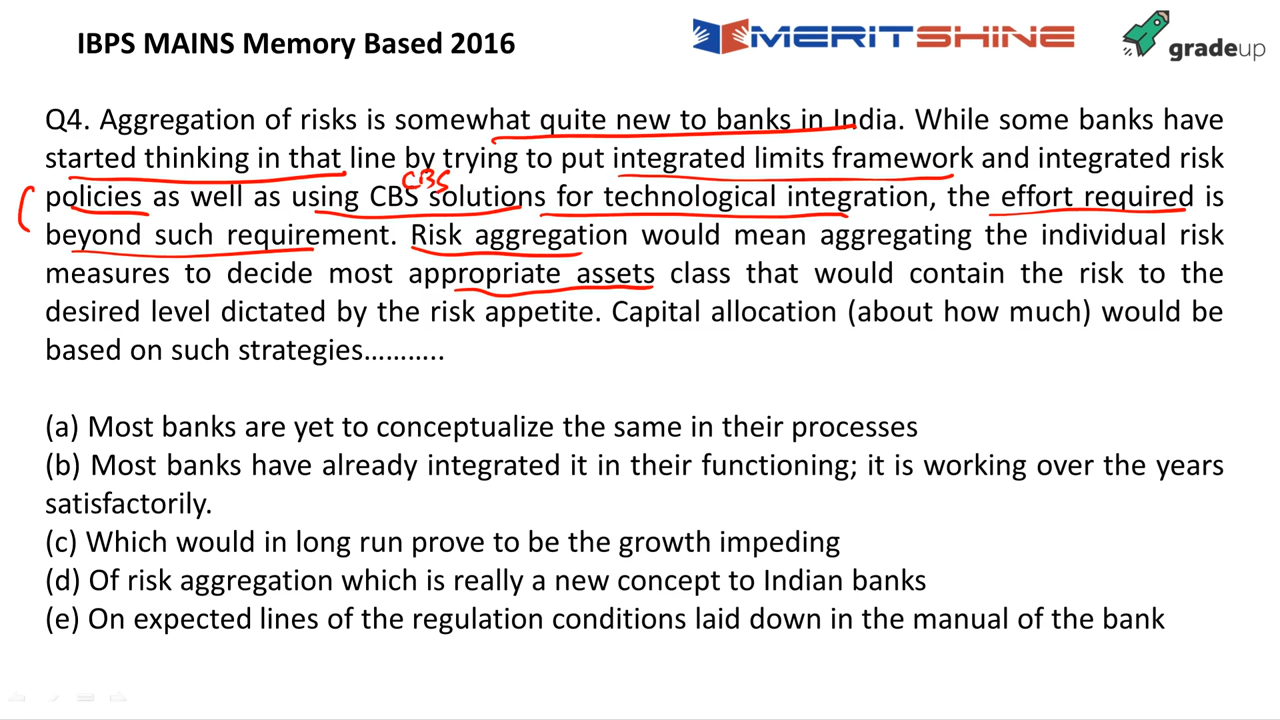 IBPS MAINS Memory Based 2016
MERITSHINE
gradeup
Q4. Aggregation of risks is somewhat quite new to banks in India. While some banks have
started thinking in that line by trying to put integrated limits framework and integrated risk
CBS
policies as well as using CBS solutions for technological integration, the effort required is
beyond such requirement. Risk aggregation would mean aggregating the individual risk
measures to decide most appropriate assets class that would contain the risk to the
desired level dictated by the risk appetite. Capital allocation (about how much) would be
based on such strategies………..
(a) Most banks are yet to conceptualize the same in their processes
(b) Most banks have already integrated it in their functioning; it is working over the years
satisfactorily.
(c) Which would in long run prove to be the growth impeding
(d) Of risk aggregation which is really a new concept to Indian banks
(e) On expected lines of the regulation conditions laid down in the manual of the bank